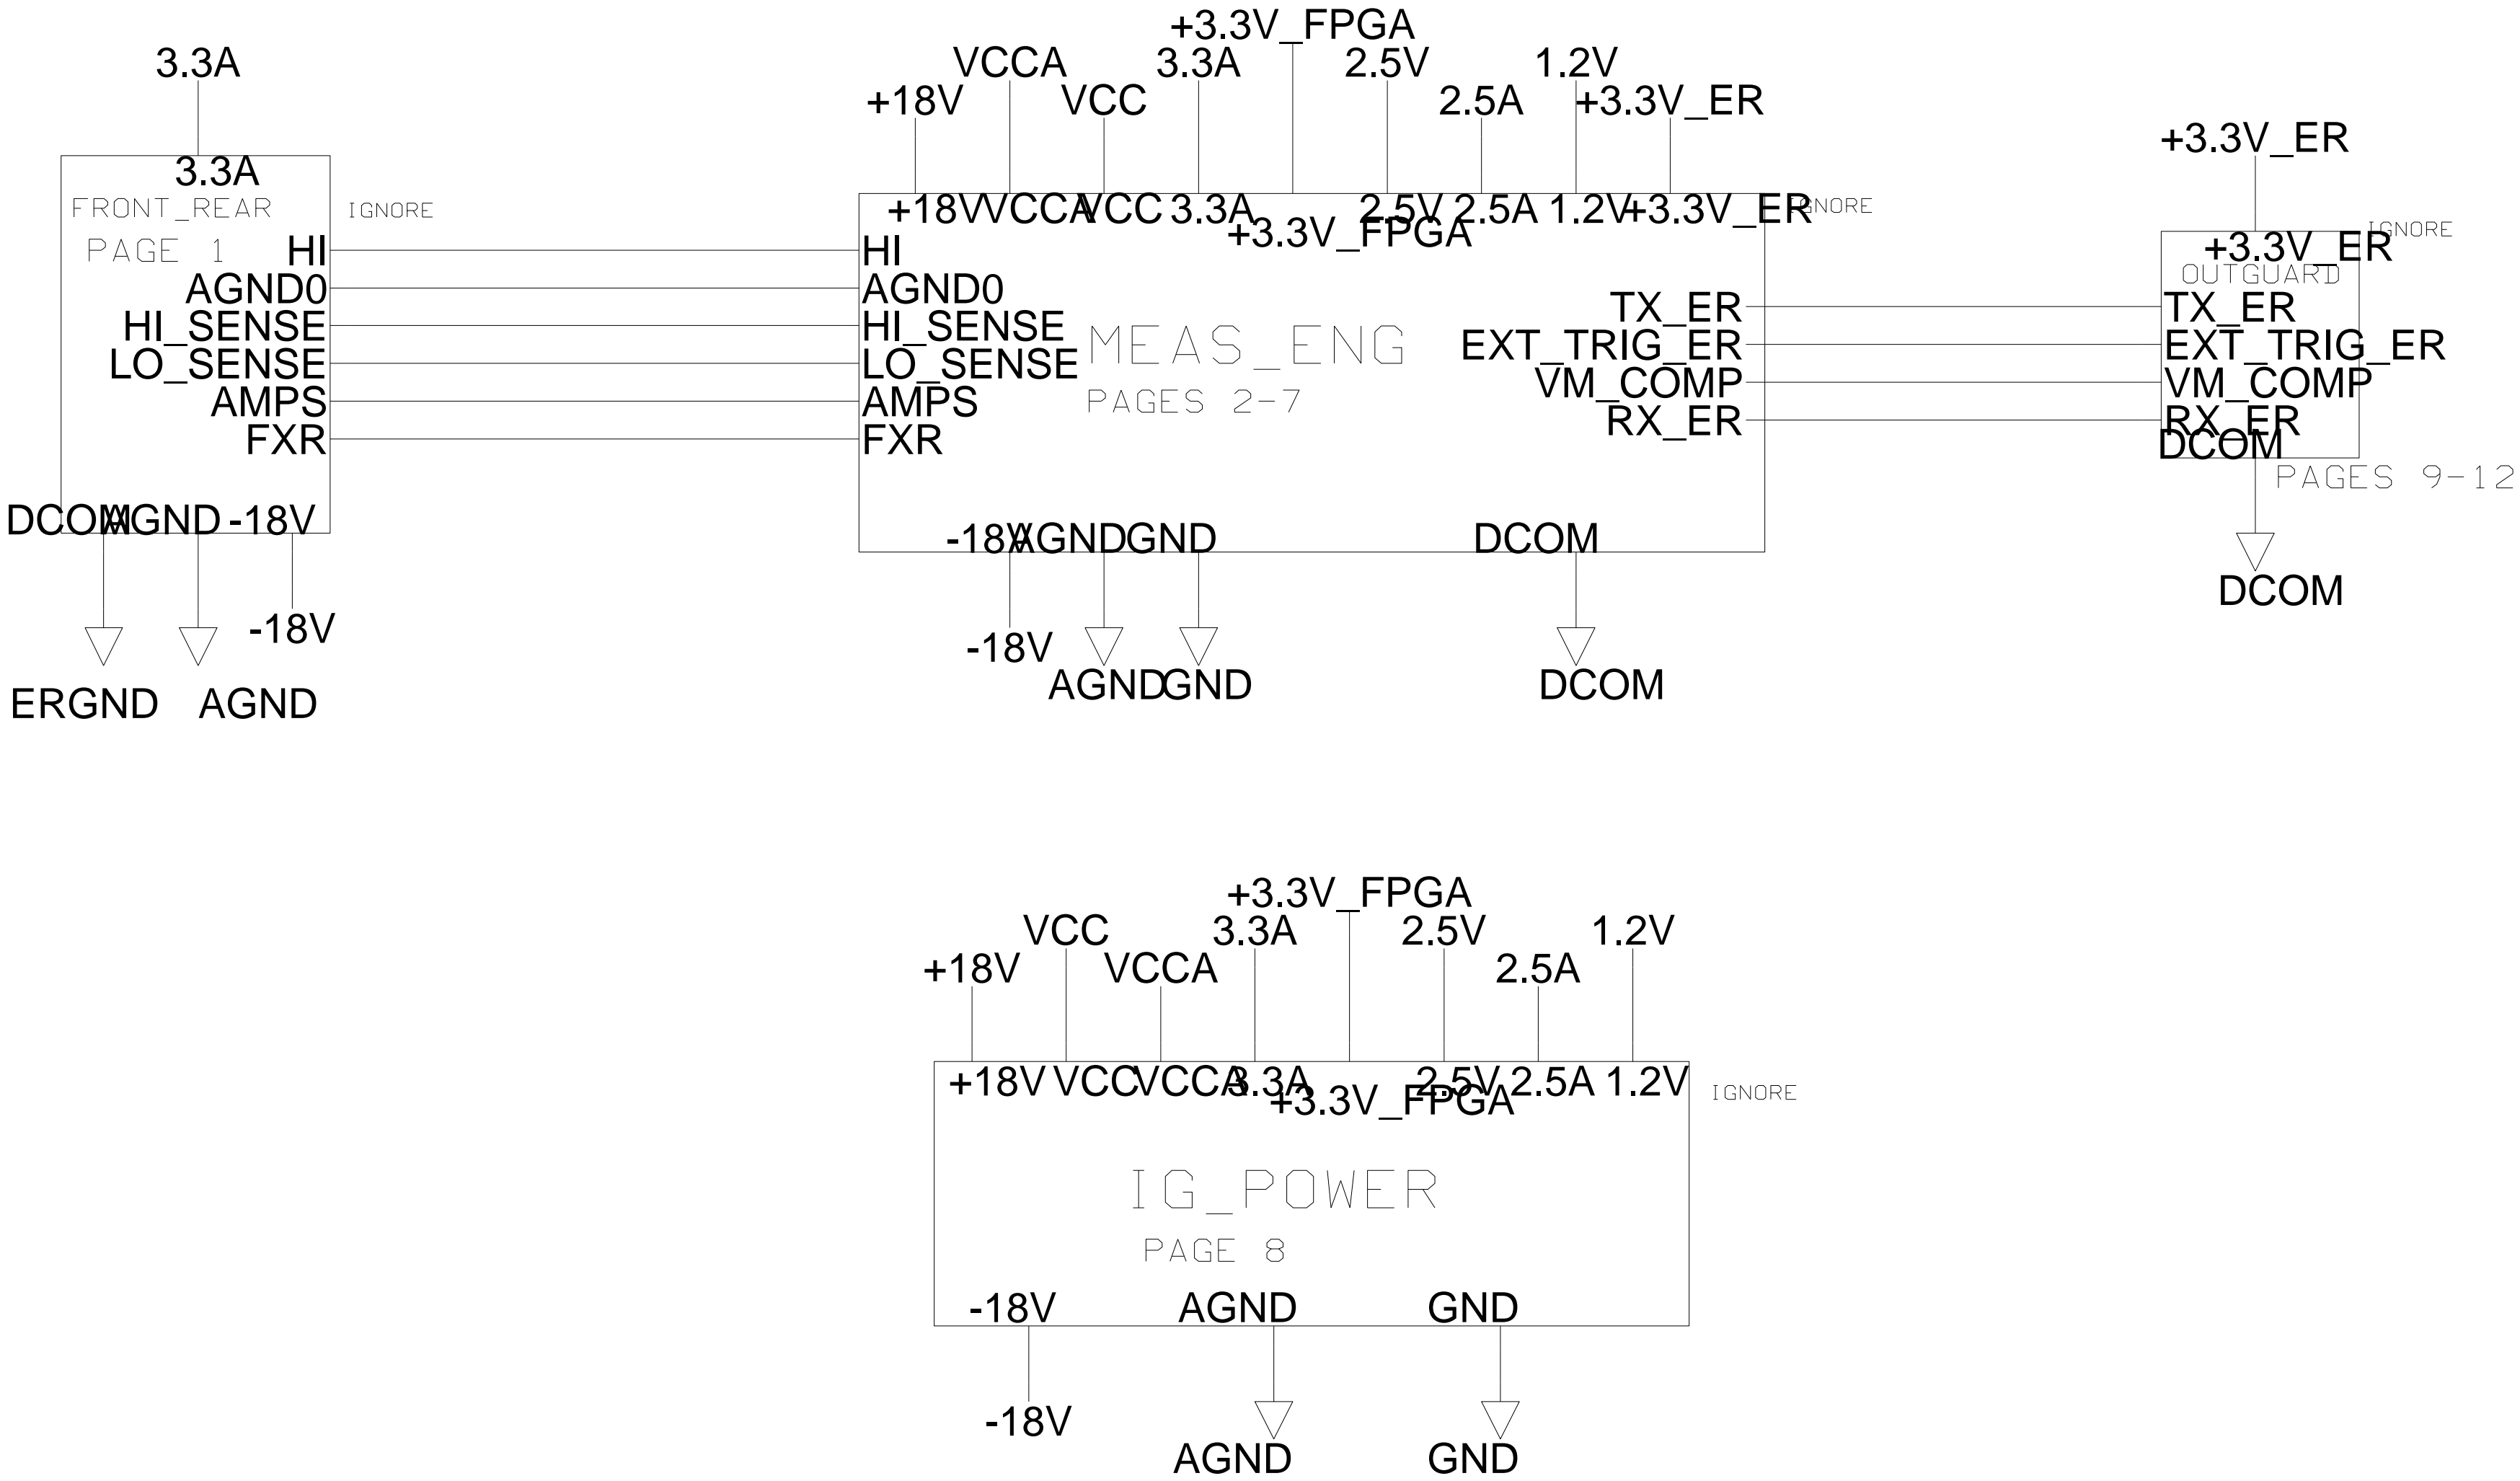 +3.3V_FPGA
3.3A VCCA 3.3A 2.5V 1.2V
+18V VCC 2.5A +3.3V_ER
+3.3V_ER
3.3A
FRONT_REAR IGNORE
+18V VCCA VCC 3.3A 2.5V 2.5A 1.2V +3.3V_ER IGNORE
+3.3V_FPGA
IGNORE
PAGE 1 HI HI
+3.3V_ER
OUTGUARD
AGND0 AGND0
TX_ER TX_ER
HI_SENSE HI_SENSE
MEAS_ENG
EXT_TRIG_ER EXT_TRIG_ER
LO_SENSE LO_SENSE
VM_COMP VM_COMP
AMPS AMPS
PAGES 2-7
RX_ER RX_ER
FXR FXR
DCOM
PAGES 9-12
DCOM AGND -18V
-18V AGND GND DCOM
DCOM
-18V
-18V
AGND GND DCOM
ERGND AGND
+3.3V_FPGA
VCC 3.3A 2.5V 1.2V
+18V VCCA 2.5A
+18V VCC VCCA 3.3A 2.5V 2.5A 1.2V
IGNORE
+3.3V_FPGA
IG_POWER
PAGE 8
-18V AGND GND
-18V
AGND GND